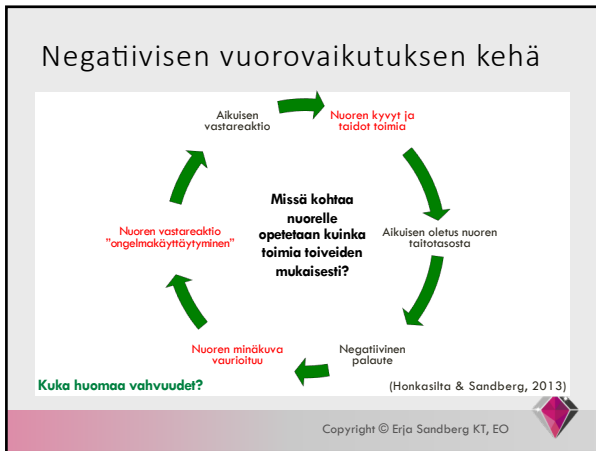 Negatiivisen vuorovaikutuksen kehä
Aikuisen
vastareaktio
Nuoren kyvyt ja
taidot toimia
Missä kohtaa
nuorelle
opetetaan kuinka
toimia toiveiden
mukaisesti?
Nuoren vastareaktio
"ongelmakäyttäytyminen"
Aikuisen oletus nuoren
taitotasosta
Nuoren minäkuva
vaurioituu
Negatiivinen
palaute
Kuka huomaa vahvuudet?
(Honkasilta & Sandberg, 2013)
Copyright © Erja Sandberg KT, EO